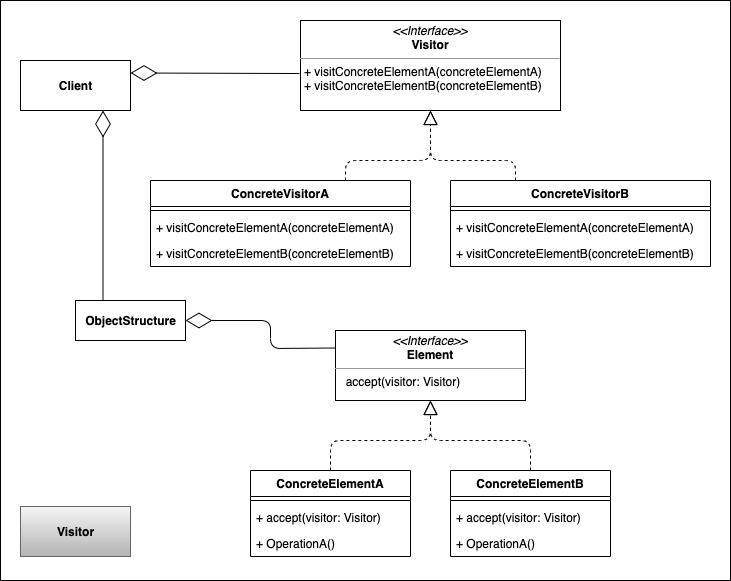 <<Interface>>
Visitor
+ visitConcreteElementA(concreteElementA)
+ visitConcreteElementB(concreteElementB)
Client
ConcreteVisitorA
+ visitConcreteElementA(concreteElementA)
+ visitConcreteElementB(concreteElementB)
ConcreteVisitorB
+ visitConcreteElementA(concreteElementA)
+ visitConcreteElementB(concreteElementB)
ObjectStructure
<<Interface>>
Element
accept(visitor: Visitor)
ConcreteElementA
+ accept(visitor: Visitor)
+ OperationA()
ConcreteElementB
+ accept(visitor: Visitor)
+ OperationA()
Visitor